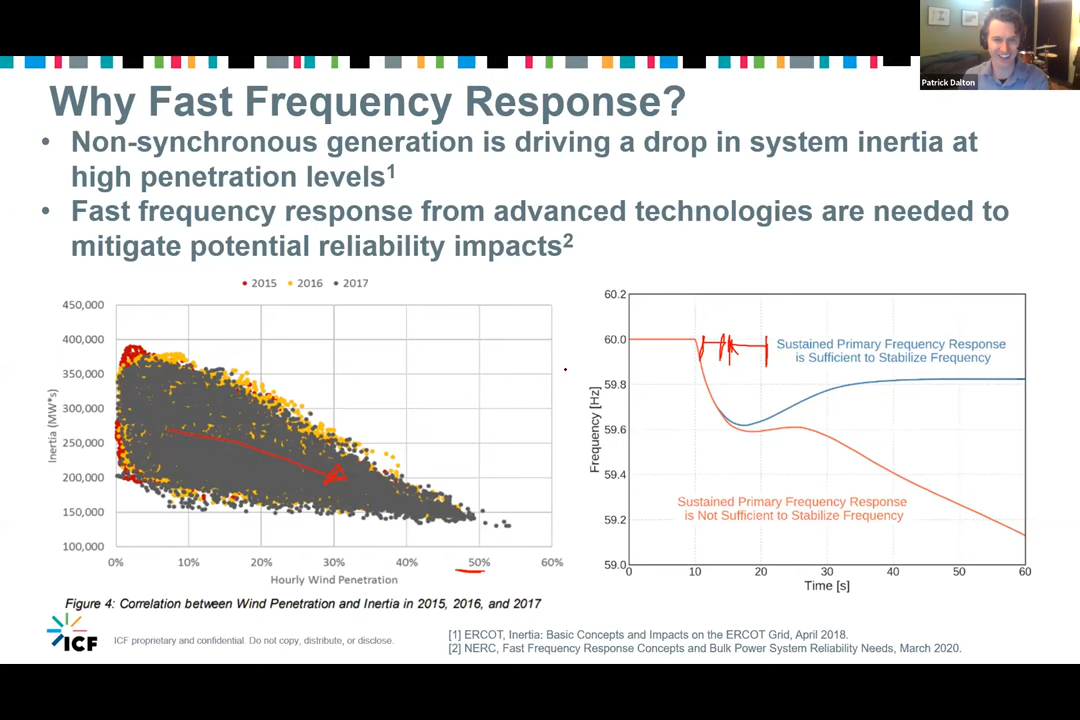 Patrick Dalton
Why Fast Frequency Response?
• Non-synchronous generation is driving a drop in system inertia at
high penetration levels1
• Fast frequency response from advanced technologies are needed to
mitigate potential reliability impacts2
2015 2016 2017
450,000
400,000
350,000
300,000
250,000
200,000
150,000
100,000
Inertia (MW*s)
0% 10% 20% 30% 40% 50% 60%
Hourly Wind Penetration
Figure 4: Correlation between Wind Penetration and Inertia in 2015, 2016, and 2017
60.2
60.0
59.8
59.6
59.4
59.2
59.0
Frequency [Hz]
Sustained Primary Frequency Response
is Sufficient to Stabilize Frequency
Sustained Primary Frequency Response
is Not Sufficient to Stabilize Frequency
0 10 20 30 40 50 60
Time [s]
ICF
ICF proprietary and confidential. Do not copy, distribute, or disclose.
[1] ERCOT, Inertia: Basic Concepts and Impacts on the ERCOT Grid, April 2018.
[2] NERC, Fast Frequency Response Concepts and Bulk Power System Reliability Needs, March 2020.